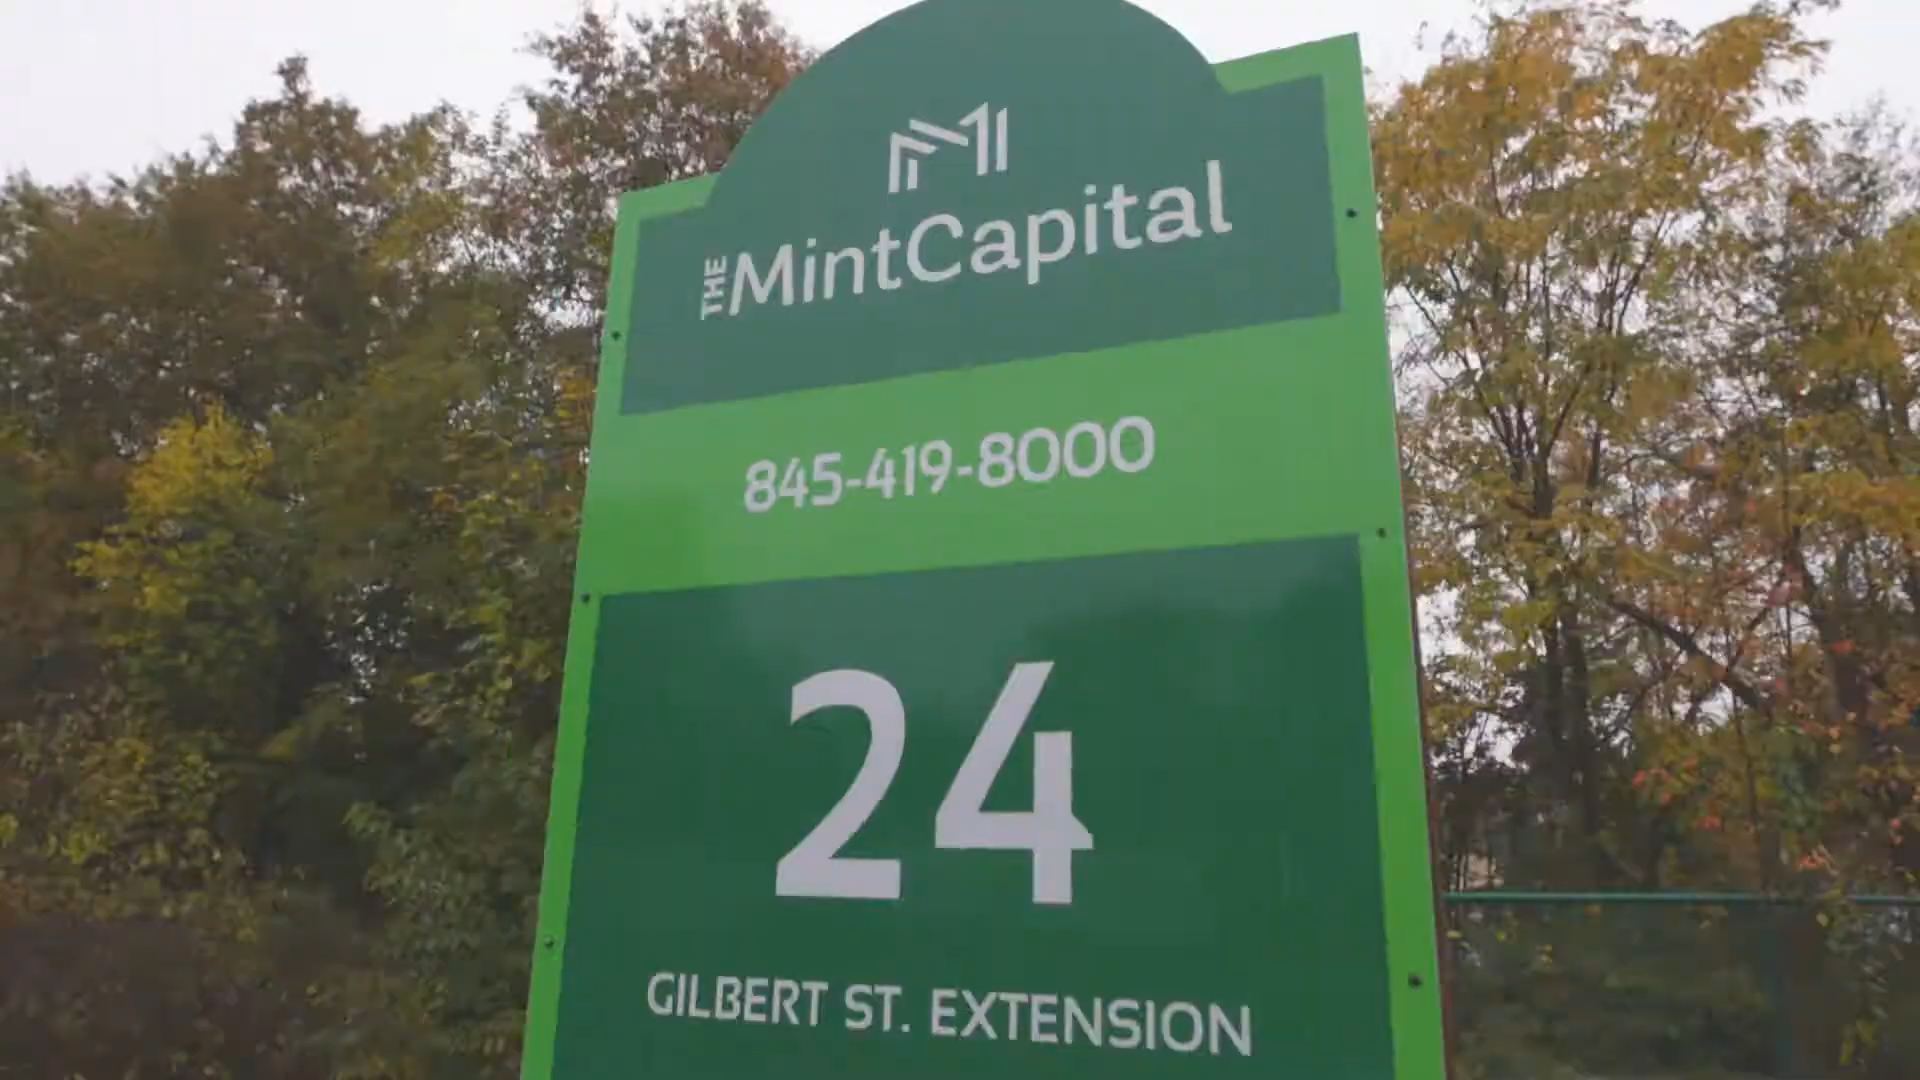 THE MintCapital
845-419-8000
24
GILBERT ST. EXTENSION